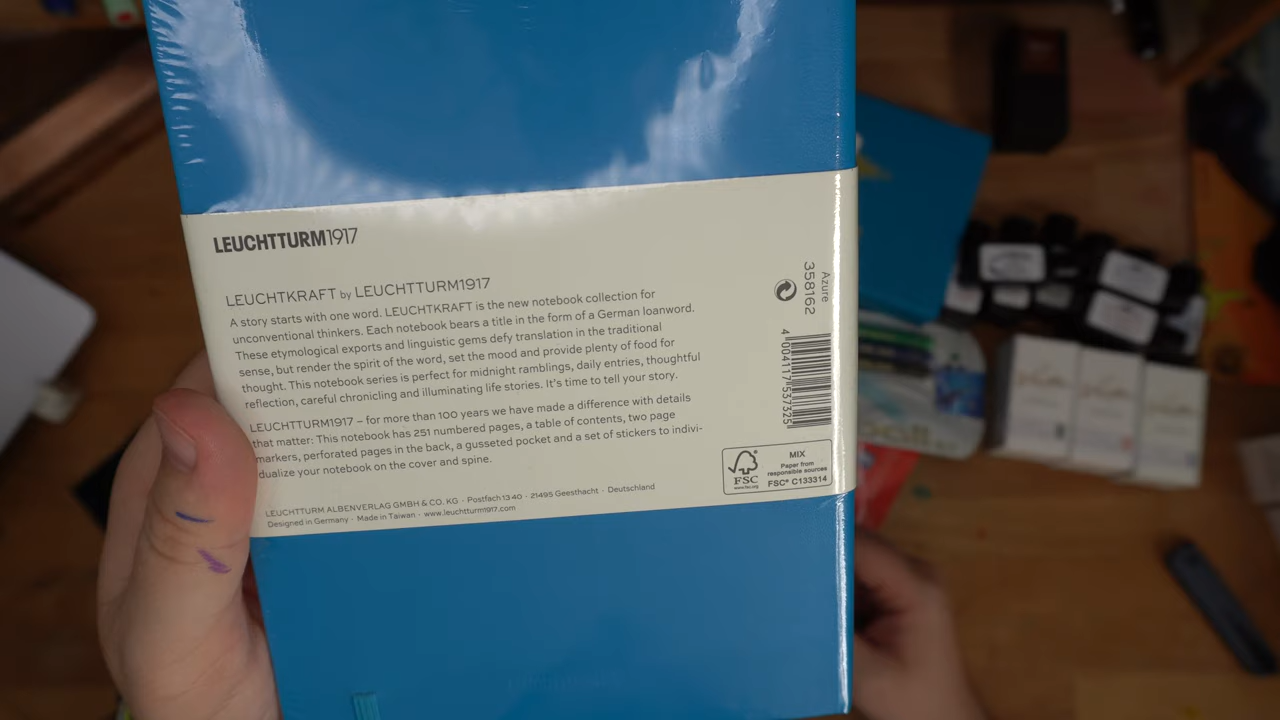 LEUCHTTURM1917
LEUCHTKRAFT by LEUCHTTURM1917
A story starts with one word. LEUCHTKRAFT is the new notebook collection for
unconventional thinkers. Each notebook bears a title in the form of a German loanword.
These etymological exports and linguistic gems defy translation in the traditional
sense, but render the spirit of the word, set the mood and provide plenty of food for
thought. This notebook series is perfect for midnight ramblings, daily entries, thoughtful
reflection, careful chronicling and illuminating life stories. It's time to tell your story.
LEUCHTTURM1917 – for more than 100 years we have made a difference with details
that matter: This notebook has 251 numbered pages, a table of contents, two page
markers, perforated pages in the back, a gusseted pocket and a set of stickers to indivi-
dualize your notebook on the cover and spine.
LEUCHTTURM ALBENVERLAG GMBH & CO. KG · Postfach 13 40 · 21495 Geesthacht · Deutschland
Designed in Germany · Made in Taiwan · www.leuchtturm1917.com
Azure
358162
4 004117 537325
FSC
www.fsc.org
MIX
Paper from
responsible sources
FSC® C133314